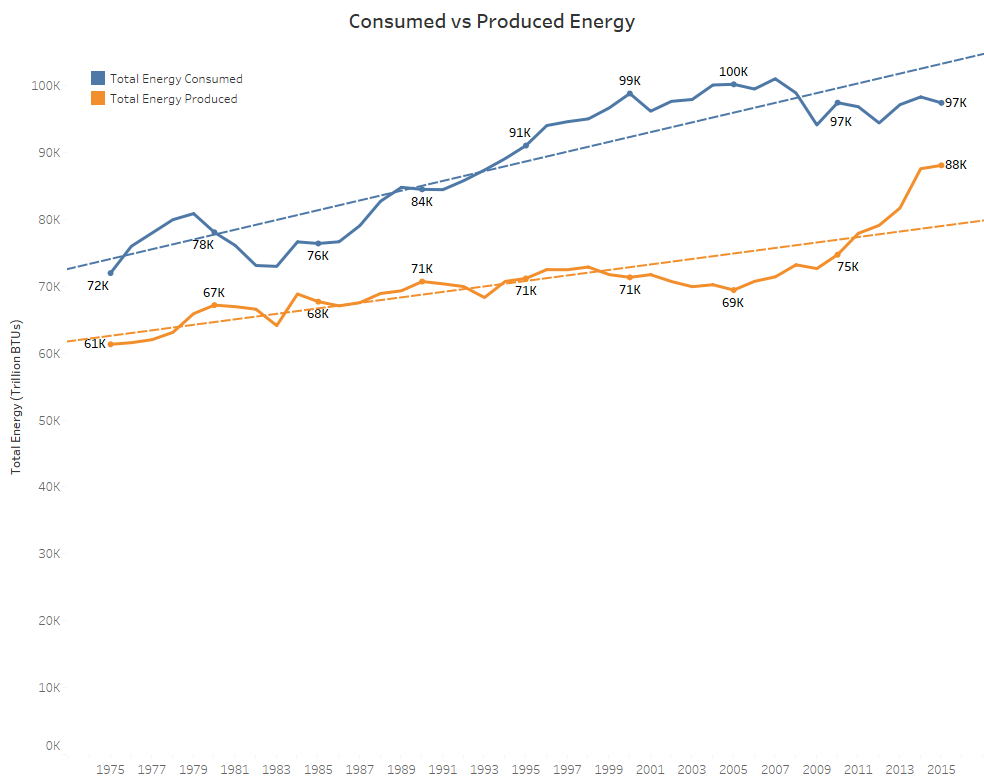 Consumed vs Produced Energy
Total Energy Consumed
Total Energy Produced
Total Energy (Trillion BTUs)
100K
90K
80K
70K
60K
50K
40K
30K
20K
10K
0K
72K
78K
76K
84K
91K
99K
100K
97K
97K
61K
67K
68K
71K
71K
71K
69K
75K
88K
1975 1977 1979 1981 1983 1985 1987 1989 1991 1993 1995 1997 1999 2001 2003 2005 2007 2009 2011 2013 2015